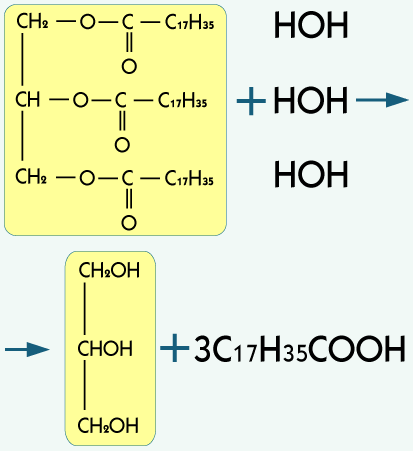 CH₂ — O — C — C₁₇H₃₅ HOH
O
CH — O — C — C₁₇H₃₅ + HOH →
O
CH₂ — O — C — C₁₇H₃₅ HOH
O
→ CH₂OH
CHOH + 3C₁₇H₃₅COOH
CH₂OH